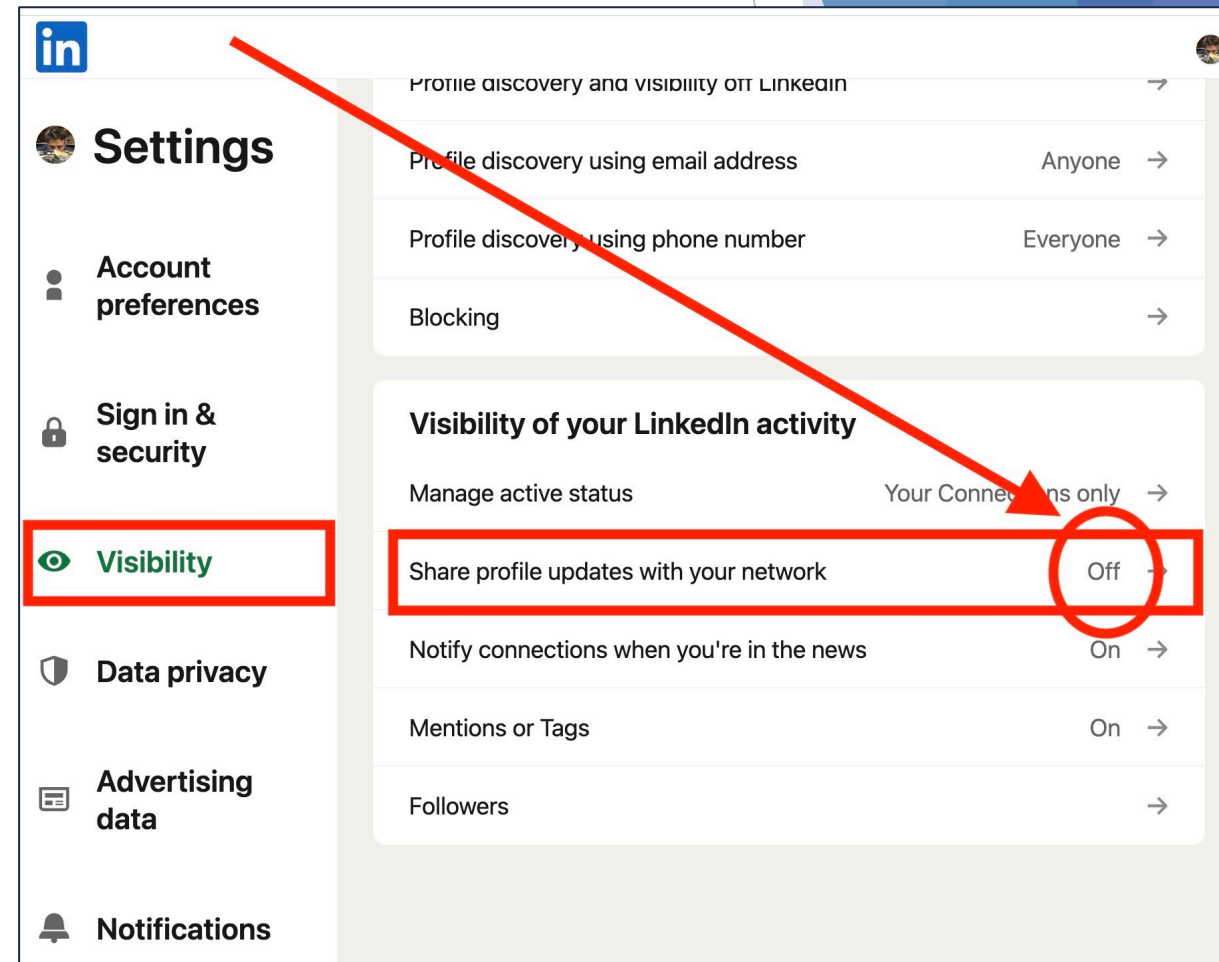 in
Settings
Account
preferences
Sign in &
security
Visibility
Data privacy
Advertising
data
Notifications
Profile discovery and visibility off LinkedIn
Profile discovery using email address Anyone
Profile discovery using phone number Everyone
Blocking
Visibility of your LinkedIn activity
Manage active status Your Connections only
Share profile updates with your network Off
Notify connections when you're in the news On
Mentions or Tags On
Followers